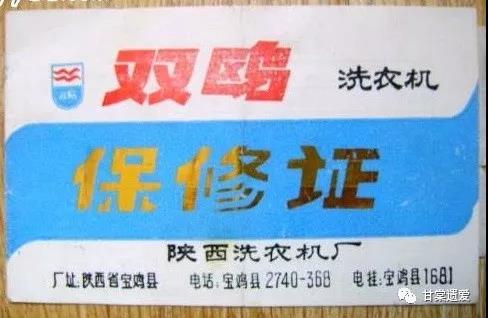 双鸥 洗衣机
保修证
陕西洗衣机厂
厂址:陕西省宝鸡县 电话:宝鸡县2740-368 电挂:宝鸡县1681
甘棠遗爱